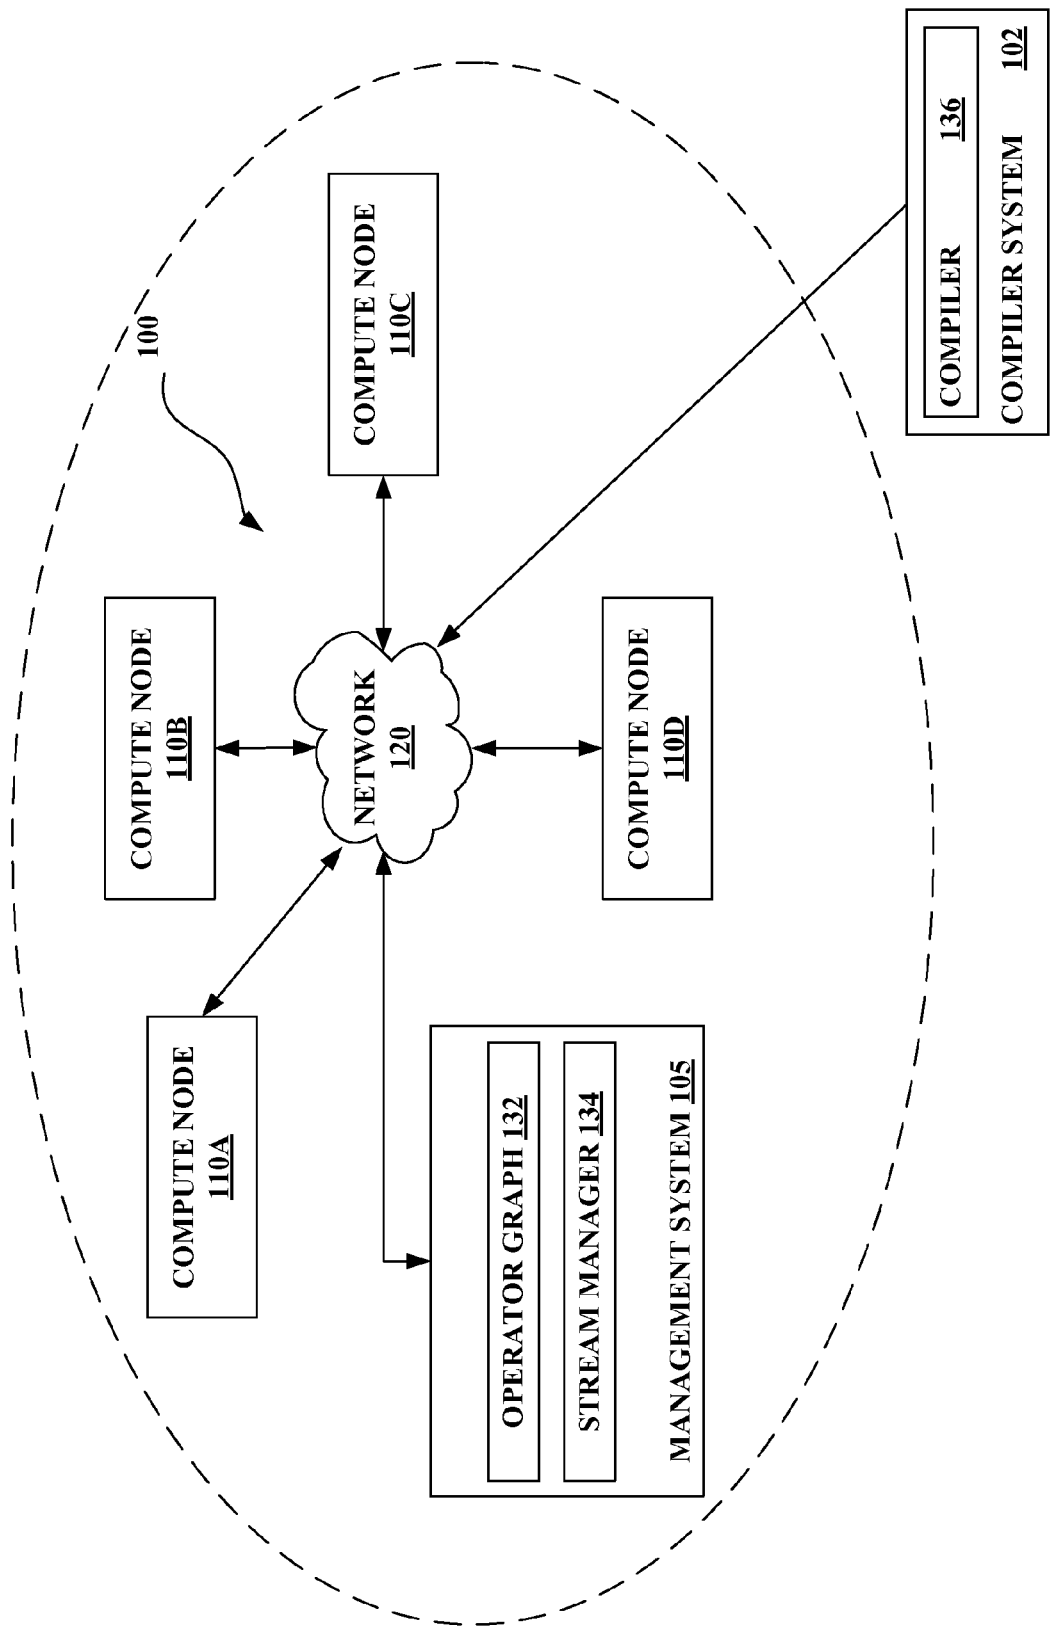 100
COMPUTE NODE
110A
COMPUTE NODE
110B
COMPUTE NODE
110C
NETWORK
120
COMPUTE NODE
110D
OPERATOR GRAPH 132
STREAM MANAGER 134
MANAGEMENT SYSTEM 105
COMPILER 136
COMPILER SYSTEM 102